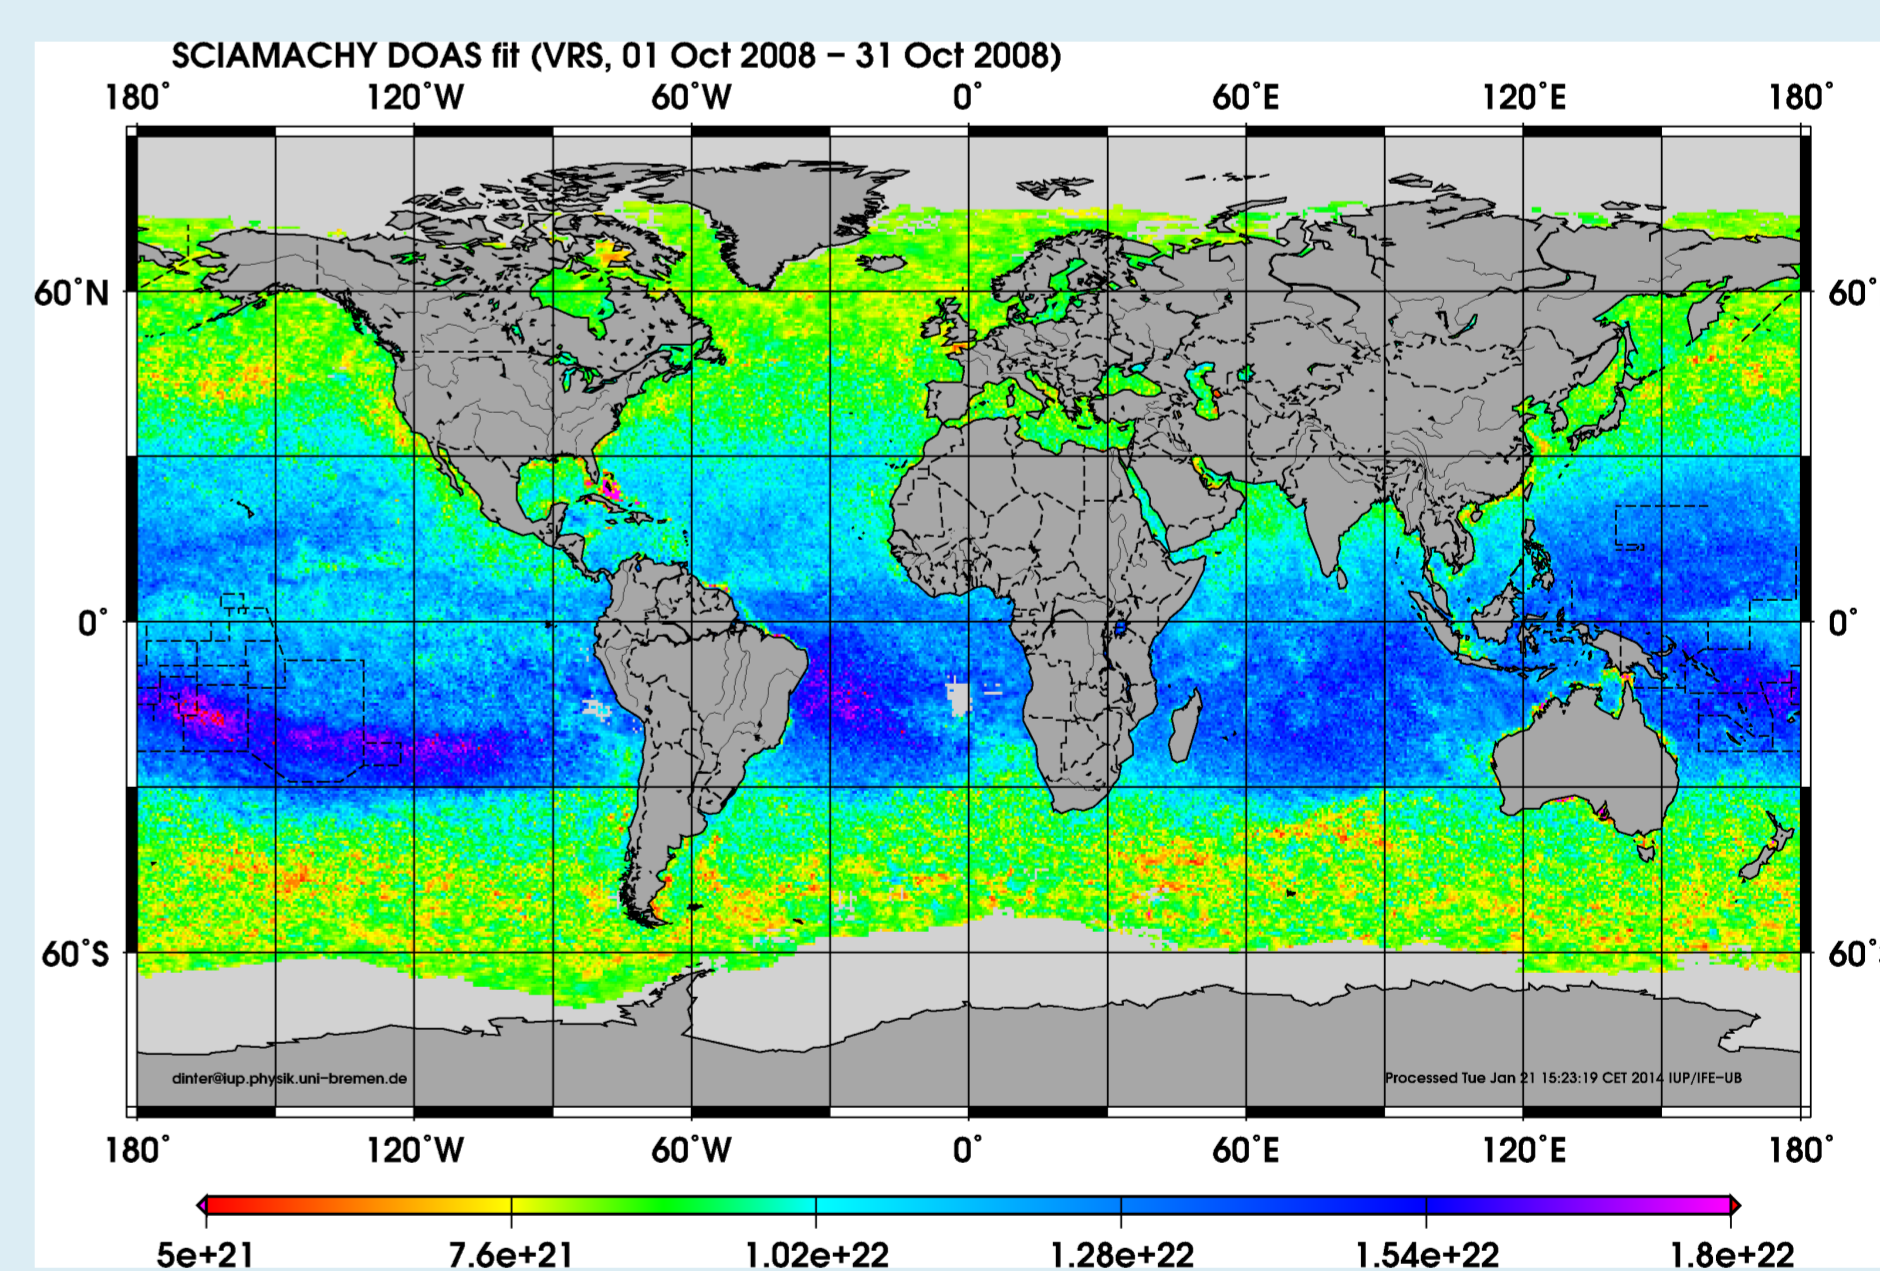 SCIAMACHY DOAS fit (VRS, 01 Oct 2008 – 31 Oct 2008)
180° 120°W 60°W 0° 60°E 120°E 180°
60°N 60°
0° 0°
60°S 60°
dinter@iup.physik.uni-bremen.de Processed Tue Jan 21 15:23:19 CET 2014 IUP/IFE-UB
180° 120°W 60°W 0° 60°E 120°E 180°
5e+21 7.6e+21 1.02e+22 1.28e+22 1.54e+22 1.8e+22